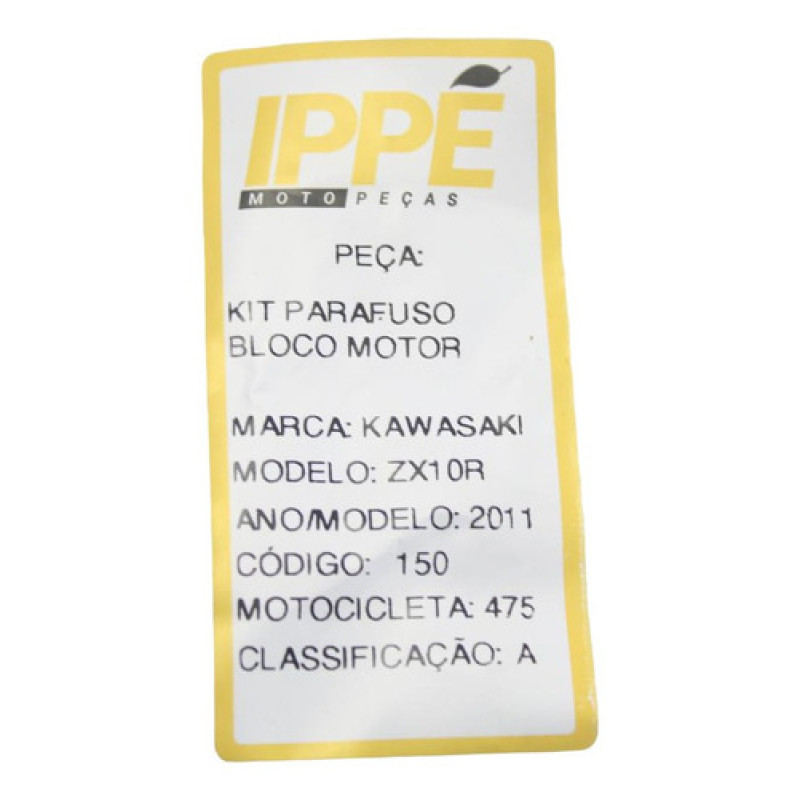 IPPÉ
MOTO PEÇAS
PEÇA:
KIT PARAFUSO
BLOCO MOTOR
MARCA: KAWASAKI
MODELO: ZX10R
ANO/MODELO: 2011
CÓDIGO: 150
MOTOCICLETA: 475
CLASSIFICAÇÃO: A